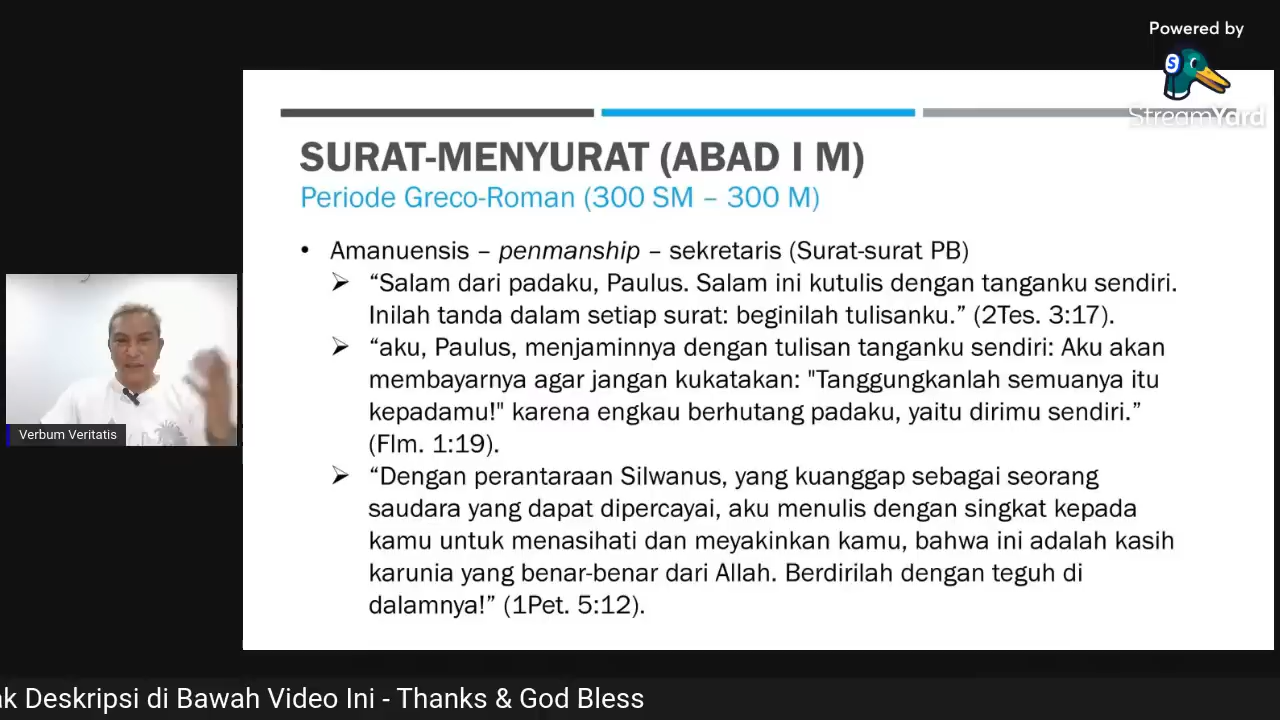 Powered by
StreamYard
SURAT-MENYURAT (ABAD I M)
Periode Greco-Roman (300 SM – 300 M)
• Amanuensis – penmanship – sekretaris (Surat-surat PB)
➢ “Salam dari padaku, Paulus. Salam ini kutulis dengan tanganku sendiri.
Inilah tanda dalam setiap surat: beginilah tulisanku.” (2Tes. 3:17).
➢ “aku, Paulus, menjaminnya dengan tulisan tanganku sendiri: Aku akan
membayarnya agar jangan kukatakan: "Tanggungkanlah semuanya itu
kepadamu!" karena engkau berhutang padaku, yaitu dirimu sendiri.”
(Flm. 1:19).
➢ “Dengan perantaraan Silwanus, yang kuanggap sebagai seorang
saudara yang dapat dipercayai, aku menulis dengan singkat kepada
kamu untuk menasihati dan meyakinkan kamu, bahwa ini adalah kasih
karunia yang benar-benar dari Allah. Berdirilah dengan teguh di
dalamnya!” (1Pet. 5:12).
Verbum Veritatis
ak Deskripsi di Bawah Video Ini - Thanks & God Bless